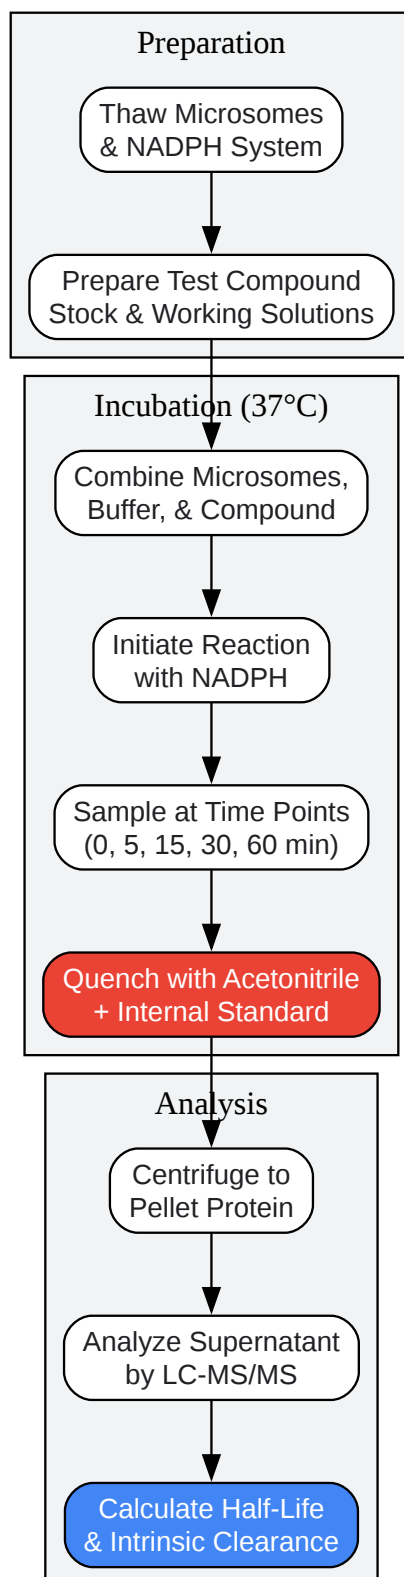 Preparation
Thaw Microsomes
& NADPH System
Prepare Test Compound
Stock & Working Solutions
Incubation (37°C)
Combine Microsomes,
Buffer, & Compound
Initiate Reaction
with NADPH
Sample at Time Points
(0, 5, 15, 30, 60 min)
Quench with Acetonitrile
+ Internal Standard
Analysis
Centrifuge to
Pellet Protein
Analyze Supernatant
by LC-MS/MS
Calculate Half-Life
& Intrinsic Clearance